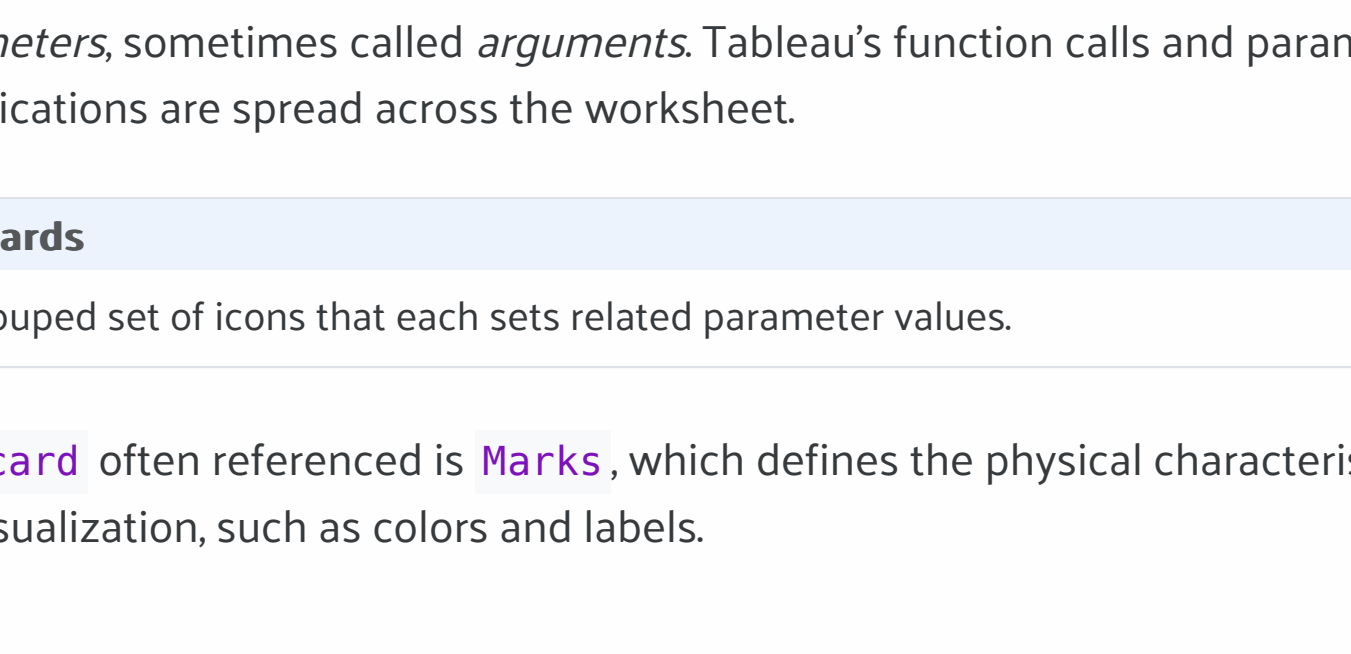 neters, sometimes called arguments. Tableau’s function calls and paran
ications are spread across the worksheet.
ards
ouped set of icons that each sets related parameter values.
card often referenced is Marks, which defines the physical characteris
sualization, such as colors and labels.